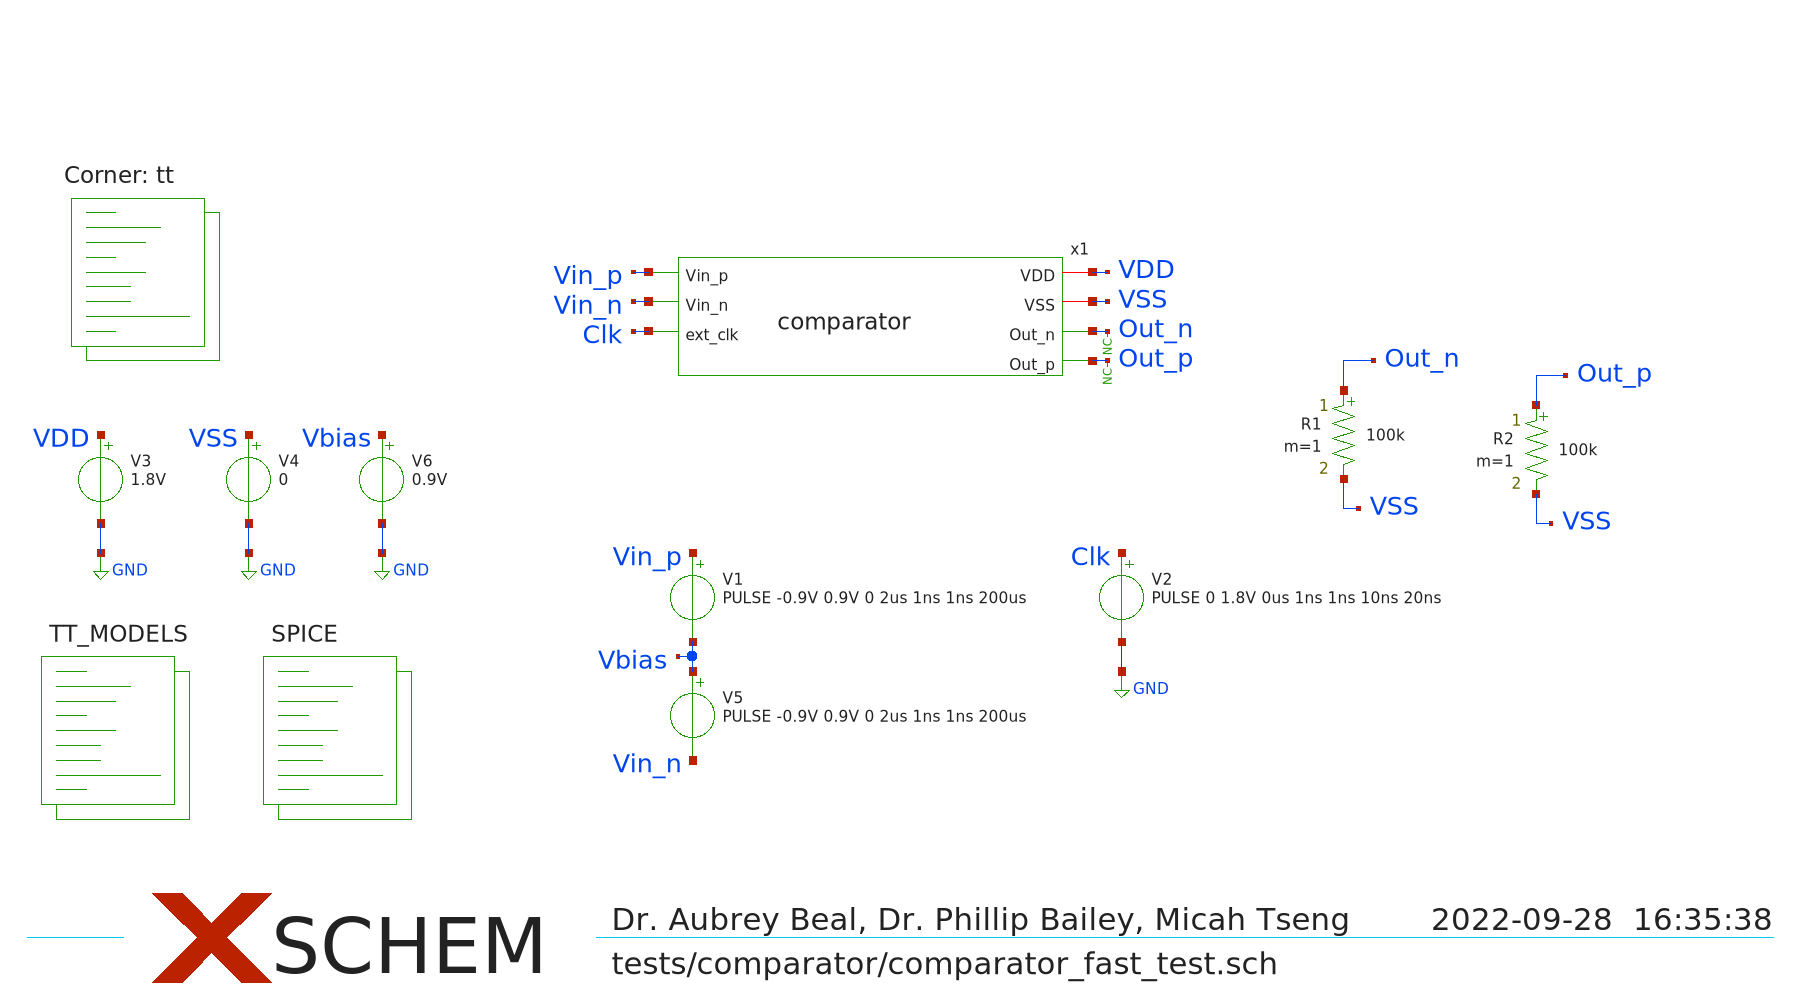 Corner: tt
x1
Vin_p
Vin_n
Clk
Vin_p
Vin_n
ext_clk
comparator
VDD
VSS
Out_n
Out_p
VDD
VSS
Out_n
Out_p
NC
NC
Out_n
1
+
R1
m=1
100k
2
VSS
Out_p
1
+
R2
m=1
100k
2
VSS
VDD
+
V3
1.8V
GND
VSS
+
V4
0
GND
Vbias
+
V6
0.9V
GND
Vin_p
+
V1
PULSE -0.9V 0.9V 0 2us 1ns 1ns 200us
Vbias
+
V5
PULSE -0.9V 0.9V 0 2us 1ns 1ns 200us
Vin_n
Clk
+
V2
PULSE 0 1.8V 0us 1ns 1ns 10ns 20ns
GND
TT_MODELS
SPICE
XSCHEM
Dr. Aubrey Beal, Dr. Phillip Bailey, Micah Tseng 2022-09-28 16:35:38
tests/comparator/comparator_fast_test.sch